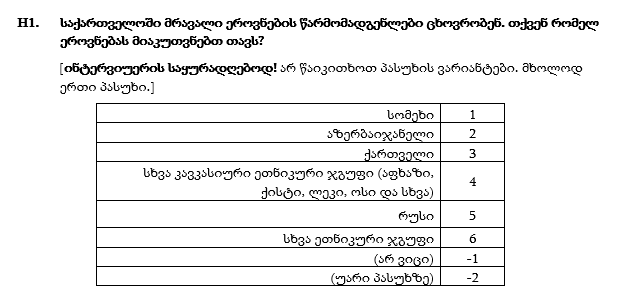 H1. საქართველოში მრავალი ეროვნების წარმომადგენლები ცხოვრობენ. თქვენ რომელ
ეროვნებას მიაკუთვნებთ თავს?
[ინტერვიუერის საყურადღებოდ! არ წაიკითხოთ პასუხის ვარიანტები. მხოლოდ
ერთი პასუხი.]
სომეხი 1
აზერბაიჯანელი 2
ქართველი 3
სხვა კავკასიური ეთნიკური ჯგუფი (აფხაზი,
ქისტი, ლეკი, ოსი და სხვა) 4
რუსი 5
სხვა ეთნიკური ჯგუფი 6
(არ ვიცი) -1
(უარი პასუხზე) -2